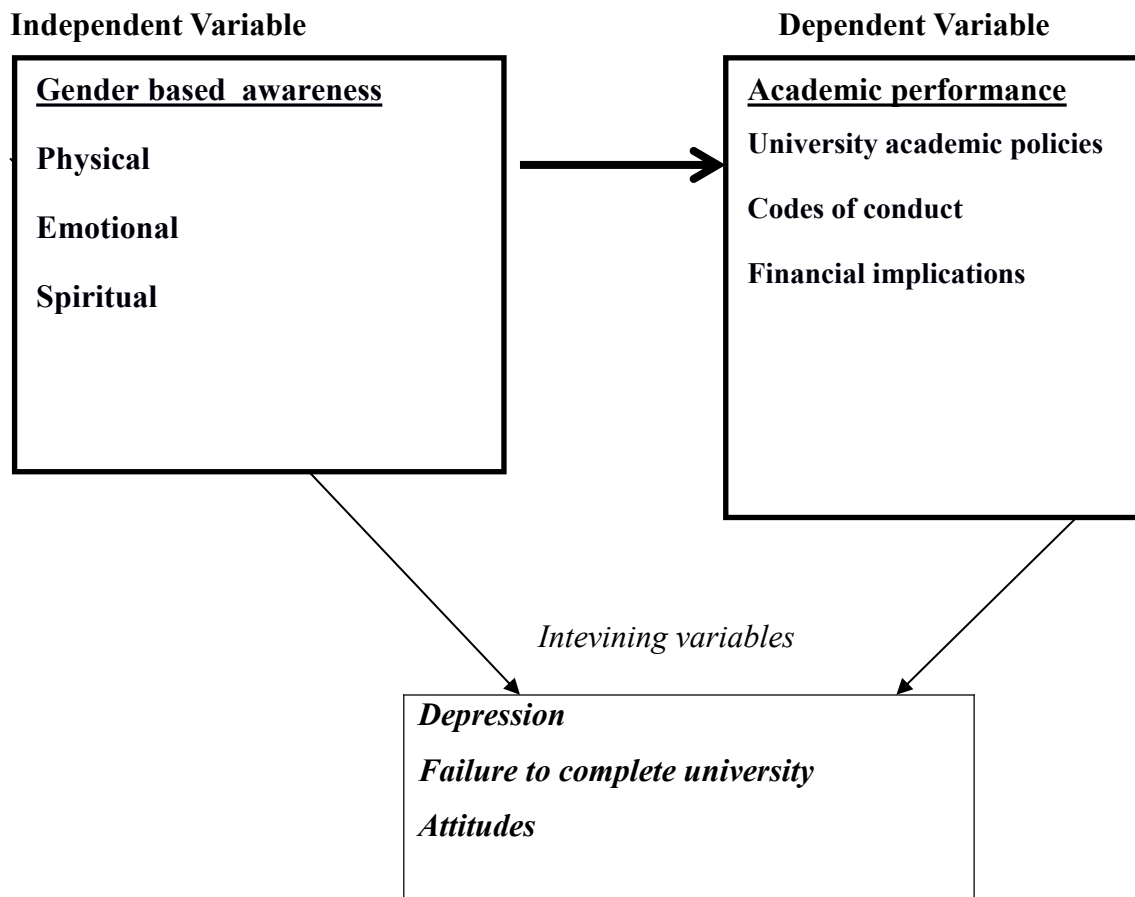 Independent Variable
Dependent Variable
Gender based awareness
Physical
Emotional
Spiritual
Academic performance
University academic policies
Codes of conduct
Financial implications
Intevining variables
Depression
Failure to complete university
Attitudes